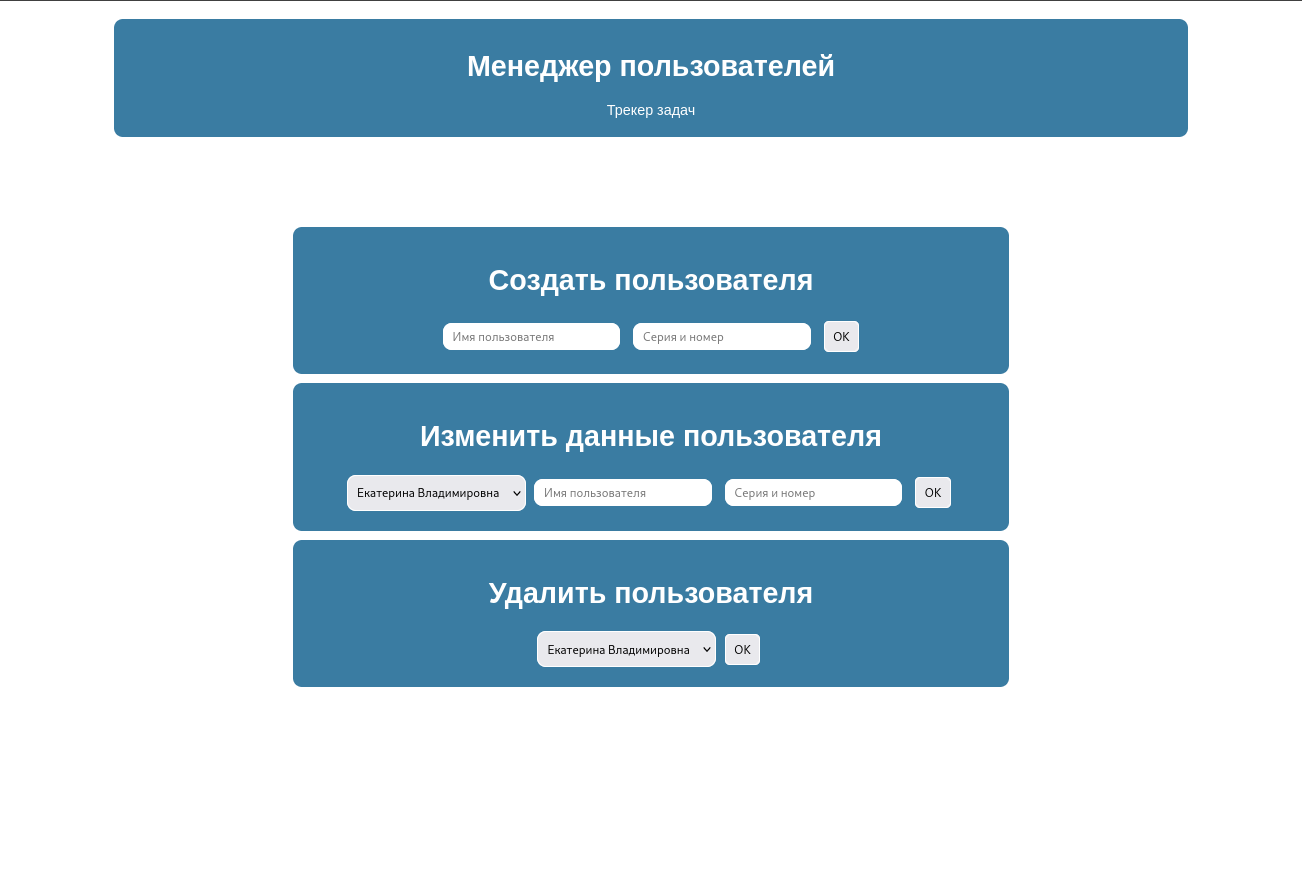 Менеджер пользователей
Трекер задач
Создать пользователя
Имя пользователя Серия и номер OK
Изменить данные пользователя
Екатерина Владимировна Имя пользователя Серия и номер OK
Удалить пользователя
Екатерина Владимировна OK